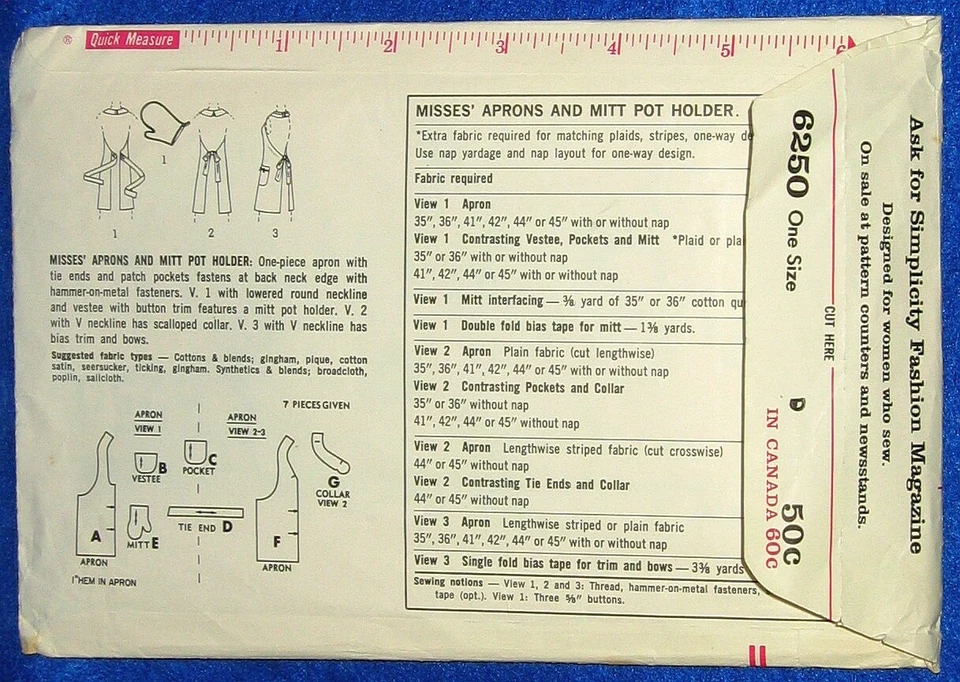 ® Quick Measure 1 2 3 4 5 6
1
1 2 3
MISSES' APRONS AND MITT POT HOLDER: One-piece apron with
tie ends and patch pockets fastens at back neck edge with
hammer-on-metal fasteners. V. 1 with lowered round neckline
and vestee with button trim features a mitt pot holder. V. 2
with V neckline has scalloped collar. V. 3 with V neckline has
bias trim and bows.
Suggested fabric types — Cottons & blends; gingham, pique, cotton
satin, seersucker, ticking, gingham. Synthetics & blends; broadcloth,
poplin, sailcloth.
7 PIECES GIVEN
APRON
VIEW 1
APRON
VIEW 2-3
A
APRON
B
VESTEE
C
POCKET
TIE END D
MITT E
F
APRON
G
COLLAR
VIEW 2
1" HEM IN APRON
MISSES' APRONS AND MITT POT HOLDER.
*Extra fabric required for matching plaids, stripes, one-way de
Use nap yardage and nap layout for one-way design.
Fabric required
View 1 Apron
35", 36", 41", 42", 44" or 45" with or without nap
View 1 Contrasting Vestee, Pockets and Mitt *Plaid or pla
35" or 36" with or without nap
41", 42", 44" or 45" with or without nap
View 1 Mitt interfacing — ⅜ yard of 35" or 36" cotton qu
View 1 Double fold bias tape for mitt — 1⅜ yards.
View 2 Apron Plain fabric (cut lengthwise)
35", 36", 41", 42", 44" or 45" with or without nap
View 2 Contrasting Pockets and Collar
35" or 36" without nap
41", 42", 44" or 45" without nap
View 2 Apron Lengthwise striped fabric (cut crosswise)
44" or 45" without nap
View 2 Contrasting Tie Ends and Collar
44" or 45" without nap
View 3 Apron Lengthwise striped or plain fabric
35", 36", 41", 42", 44" or 45" with or without nap
View 3 Single fold bias tape for trim and bows — 3⅜ yards
Sewing notions — View 1, 2 and 3: Thread, hammer-on-metal fasteners,
tape (opt.). View 1: Three ⅝" buttons.
6250 One Size D 50c
IN CANADA 60c
CUT HERE
Ask for Simplicity Fashion Magazine
Designed for women who sew.
On sale at pattern counters and newsstands.